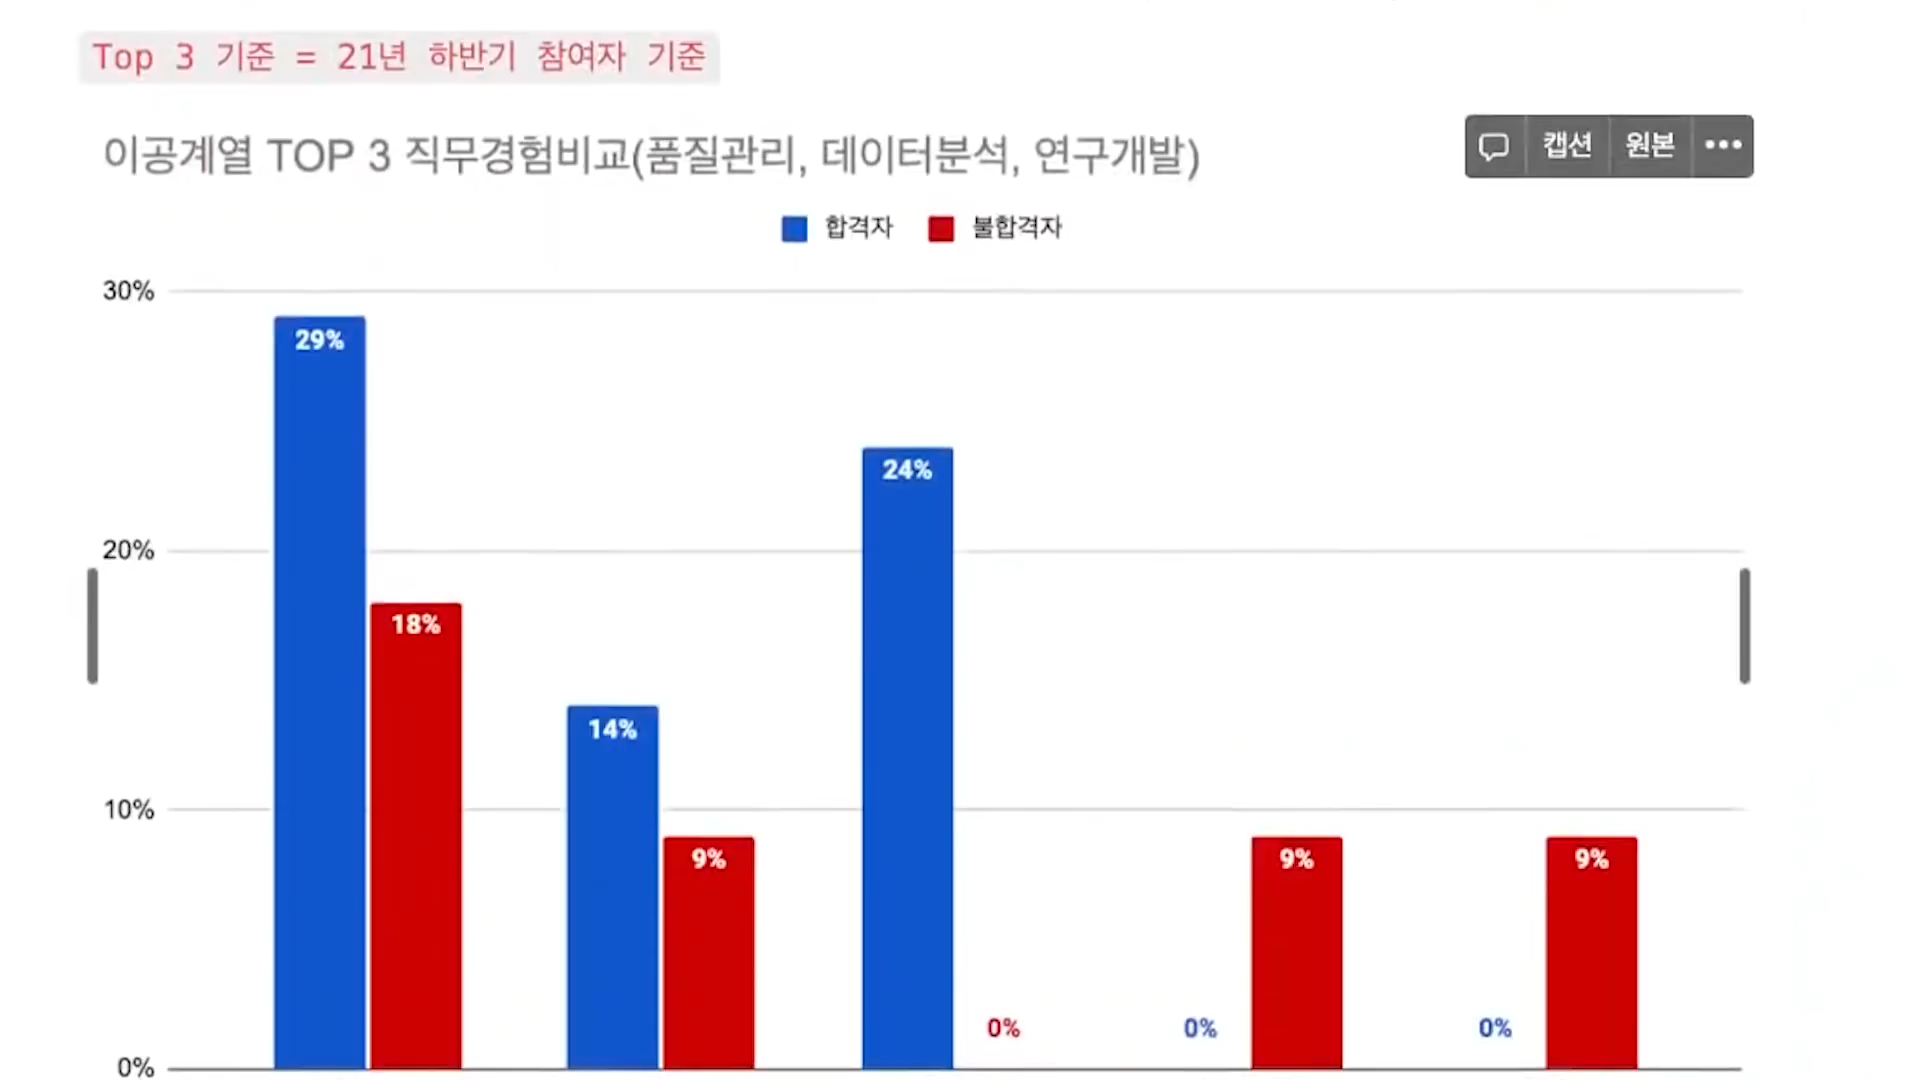 Top 3 기준 = 21년 하반기 참여자 기준
이공계열 TOP 3 직무경험비교(품질관리, 데이터분석, 연구개발)
캡션 원본 •••
합격자 불합격자
30%
29%
24%
20%
18%
14%
10%
9% 9% 9%
0% 0% 0%
0%